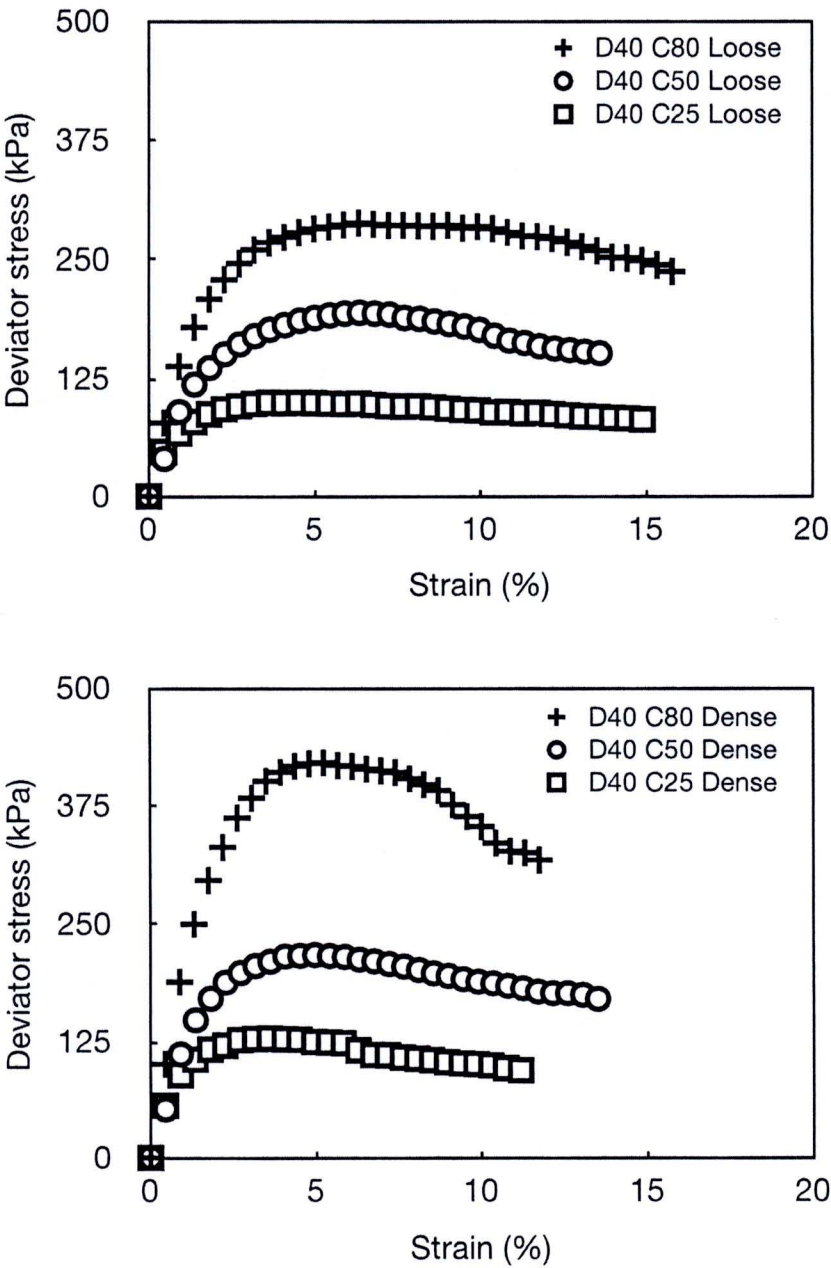 500
D40 C80 Loose
D40 C50 Loose
D40 C25 Loose
375
250
125
0
Deviator stress (kPa)
0 5 10 15 20
Strain (%)
500
D40 C80 Dense
D40 C50 Dense
D40 C25 Dense
375
250
125
0
Deviator stress (kPa)
0 5 10 15 20
Strain (%)